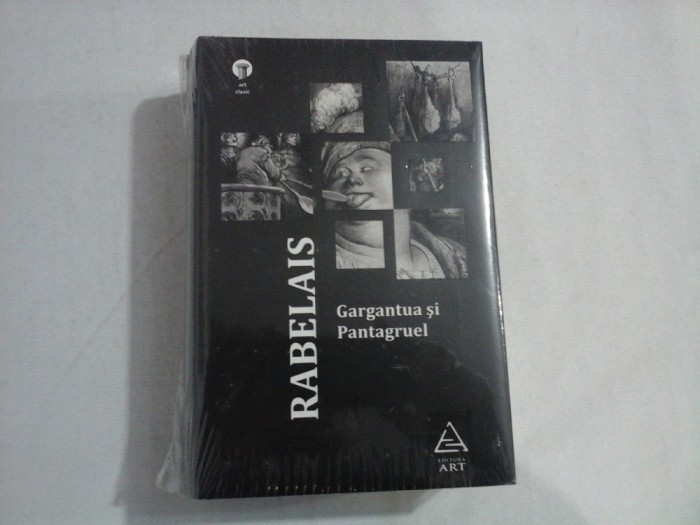 art
clasic
RABELAIS
Gargantua şi
Pantagruel
EDITURA
ART